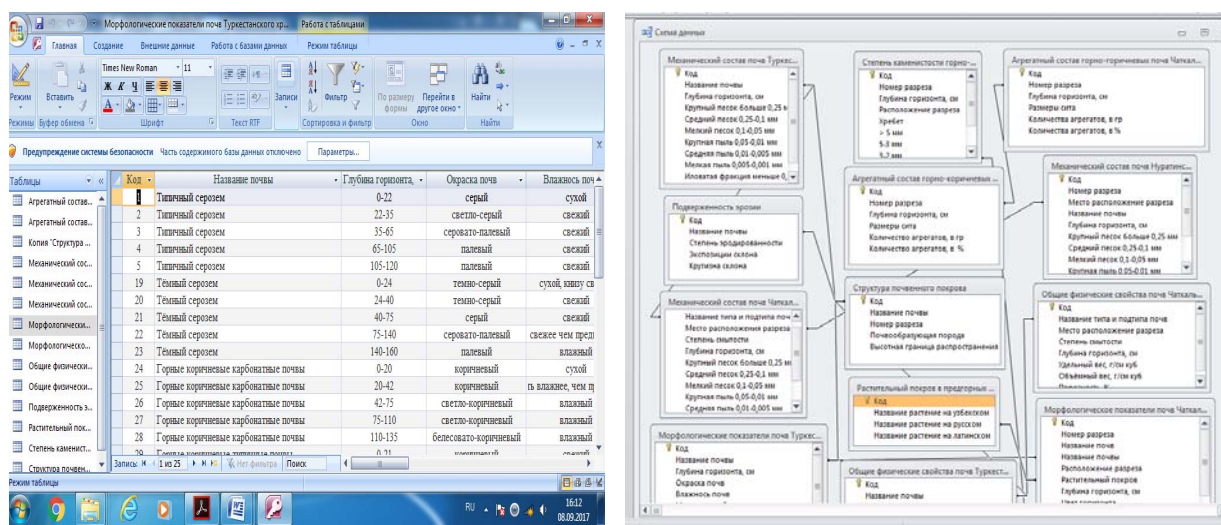 Морфологические показатели почв Туркестанского хр... Работа с таблицами
Главная Создание Внешние данные Работа с базами данных Режим таблицы
Times New Roman 11
Режим Вставить Фильтр Записи По размеру формы Перейти в другое окно Найти
Режимы Буфер обмена Шрифт Текст RTF Сортировка и фильтр Окно Найти
Предупреждение системы безопасности Часть содержимого базы данных отключено Параметры...
Таблицы
Агрегатный состав...
Агрегатный состав...
Копия "Структура ...
Механический сос...
Механический сос...
Механический сос...
Морфологически...
Морфологическо...
Общие физически...
Общие физически...
Подверженность э...
Растительный пок...
Степень каменист...
Структура почвен...
Код Название почвы Глубина горизонта, Окраска почв Влажность поч
1 Типичный серозем 0-22 серый сухой
2 Типичный серозем 22-35 светло-серый свежий
3 Типичный серозем 35-65 серовато-палевый свежий
4 Типичный серозем 65-105 палевый свежий
5 Типичный серозем 105-120 палевый свежий
19 Тёмный серозем 0-24 темно-серый сухой, книзу св
20 Тёмный серозем 24-40 темно-серый свежий
21 Тёмный серозем 40-75 серый свежий
22 Тёмный серозем 75-140 серовато-палевый свежее чем пред
23 Тёмный серозем 140-160 палевый влажный
24 Горные коричневые карбонатные почвы 0-20 коричневый сухой
25 Горные коричневые карбонатные почвы 20-42 коричневый ть влажнее, чем п
26 Горные коричневые карбонатные почвы 42-75 светло-коричневый влажный
27 Горные коричневые карбонатные почвы 75-110 светло-коричневый влажный
28 Горные коричневые карбонатные почвы 110-135 белесовато-коричневый влажный
29 Горные коричневые типичные почвы 0-21 коричневый свежий
Запись: 1 из 25 Нет фильтра Поиск
Режим таблицы
RU 16:12
08.09.2017
Схема данных
Механический состав почв Туркес...
Код
Название почвы
Глубина горизонта, см
Крупный песок больше 0,25 м
Средний песок 0,25-0,1 мм
Мелкий песок 0,1-0,05 мм
Крупная пыль 0,05-0,01 мм
Средняя пыль 0,01-0,005 мм
Мелкая пыль 0,005-0,001 мм
Иловатая фракция меньше 0,
Степень каменистости горно-...
Код
Номер разреза
Глубина горизонта, см
Расположение разреза
Хребет
> 5 мм
5-3 мм
3-2 мм
Агрегатный состав горно-горичневых почв Чаткал...
Код
Номер разреза
Глубина горизонта, см
Размеры сита
Количества агрегатов, в гр
Количества агрегатов, в %
Подверженность эрозии
Код
Название почвы
Степень эродированности
Экспозиции склона
Крутизна склона
Агрегатный состав горно-коричневых ...
Код
Номер разреза
Глубина горизонта, см
Размеры сита
Количество агрегатов, в гр
Количество агрегатов, в %
Механический состав почв Нуратинс...
Код
Номер разреза
Место расположение разреза
Название почвы
Глубина горизонта, см
Крупный песок больше 0,25 мм
Средний песок 0,25-0,1 мм
Мелкий песок 0,1-0,05 мм
Крупная пыль 0,05-0,01 мм
Механический состав почв Чаткал...
Название типа и подтипа поч
Место расположения разреза
Степень смытости
Глубина горизонта, см
Крупный песок больше 0,25 мм
Средний песок 0,25-0,1 мм
Мелкий песок 0,1-0,05 мм
Крупная пыль 0,05-0,01 мм
Средняя пыль 0,01-0,005 мм
Структура почвенного покрова
Код
Название почвы
Номер разреза
Почвообразующая порода
Высотная граница распространения
Общие физические свойства почв Чаткаль...
Код
Название типа и подтипа почв
Место расположения разреза
Степень смытости
Глубина горизонта, см
Удельный вес, г/см куб
Объёмный вес, г/см куб
Растительный покров в предгорных ...
Код
Название растение на узбекском
Название растение на русском
Название растение на латинском
Морфологические показатели почв Туркес...
Код
Название почвы
Глубина горизонта, см
Окраска почв
Влажнось почв
Общие физические свойства почв Туркест...
Код
Название почвы
Морфологическое показатели почв Чаткал...
Код
Номер разреза
Название почв
Название почвы
Расположение разреза
Растительный покров
Глубина горизонта, см
Цвет горизонта